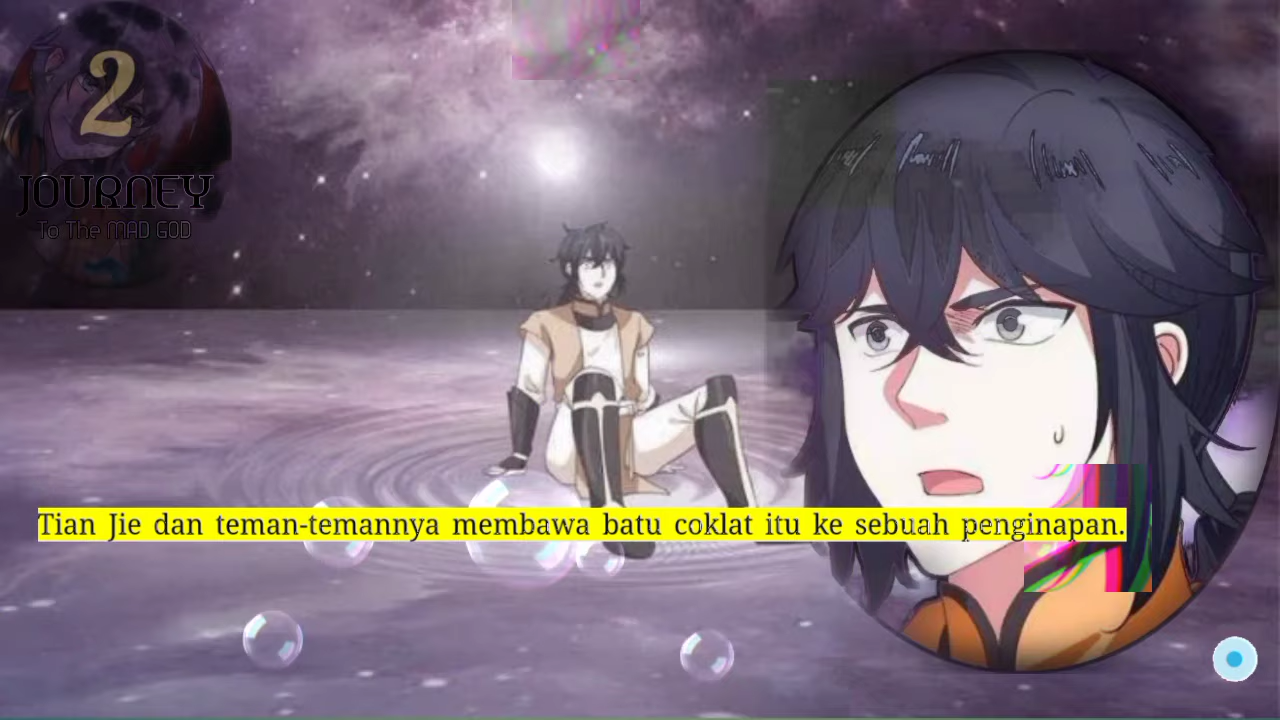 2
JOURNEY
To The MAD GOD
Tian Jie dan teman-temannya membawa batu coklat itu ke sebuah penginapan.